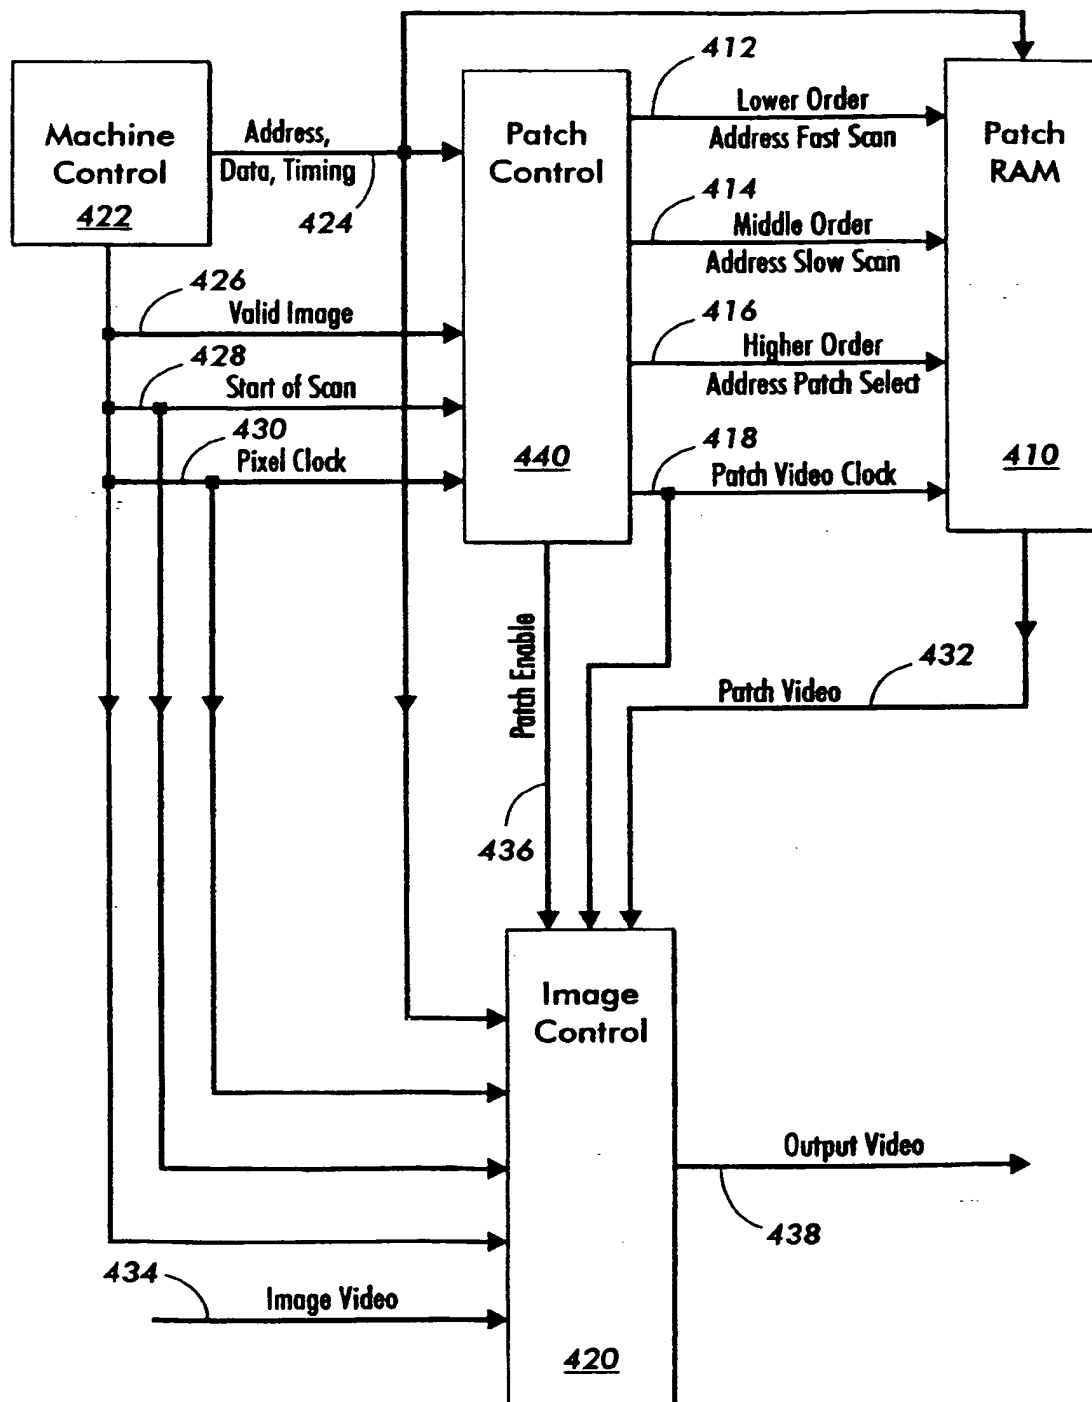 412
Machine
Control
422
Address,
Data, Timing
424
Patch
Control
Lower Order
Address Fast Scan
Patch
RAM
414
Middle Order
Address Slow Scan
426
Valid Image
416
Higher Order
Address Patch Select
428
Start of Scan
430
Pixel Clock
440
418
Patch Video Clock
410
Patch Enable
432
Patch Video
436
Image
Control
Output Video
438
434
Image Video
420